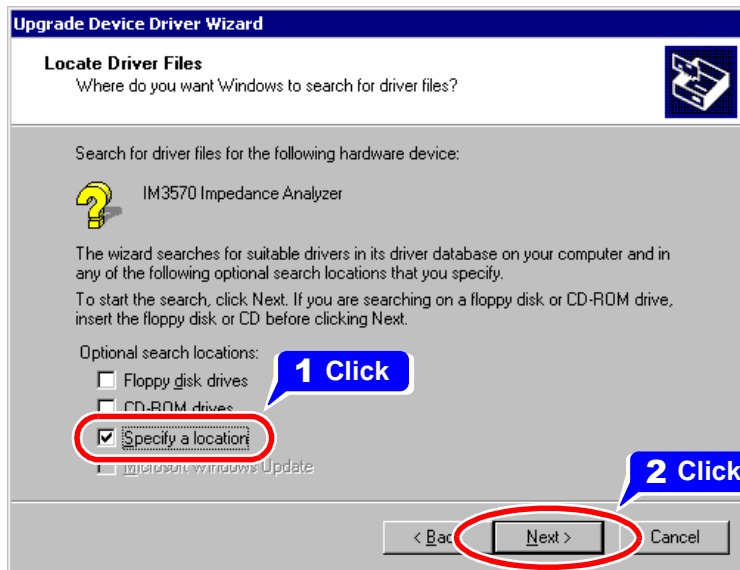 Upgrade Device Driver Wizard
Locate Driver Files
Where do you want Windows to search for driver files?
Search for driver files for the following hardware device:
IM3570 Impedance Analyzer
The wizard searches for suitable drivers in its driver database on your computer and in
any of the following optional search locations that you specify.
To start the search, click Next. If you are searching on a floppy disk or CD-ROM drive,
insert the floppy disk or CD before clicking Next.
Optional search locations:
1 Click
Floppy disk drives
CD-ROM drives
Specify a location
Microsoft Windows Update
2 Click
< Bac
Next >
Cancel